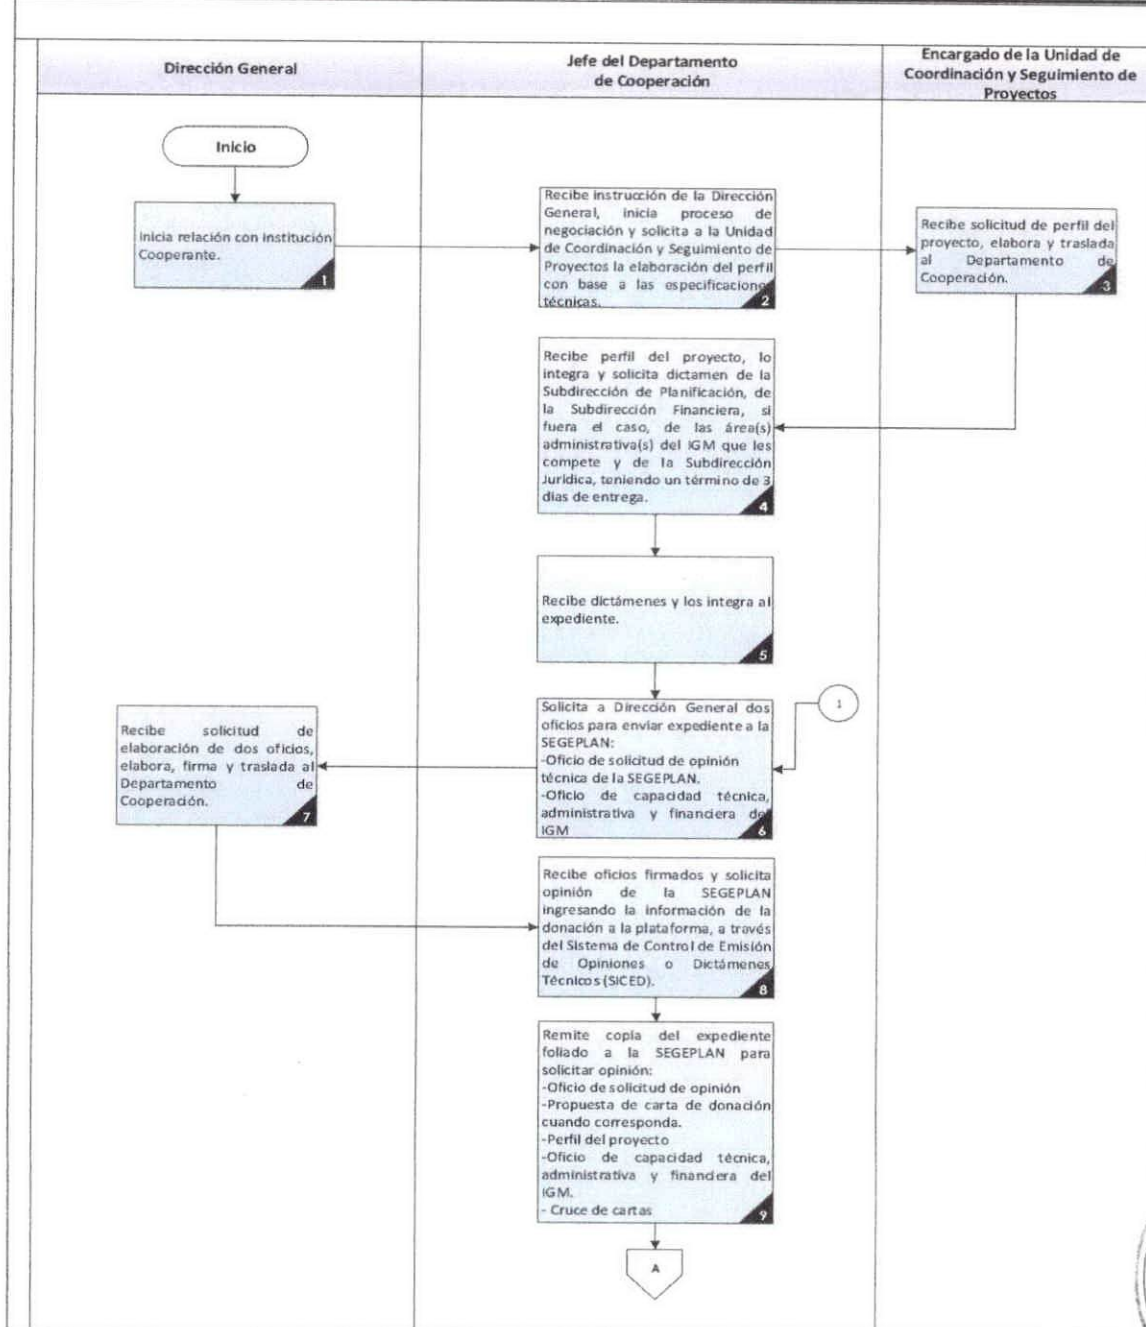 Dirección General
Jefe del Departamento
de Cooperación
Encargado de la Unidad de
Coordinación y Seguimiento de
Proyectos
Inicio
Inicia relación con institución
Cooperante.
1
Recibe instrucción de la Dirección
General, inicia proceso de
negociación y solicita a la Unidad
de Coordinación y Seguimiento de
Proyectos la elaboración del perfil
con base a las especificaciones
técnicas.
2
Recibe solicitud de perfil del
proyecto, elabora y traslada
al Departamento de
Cooperación.
3
Recibe perfil del proyecto, lo
integra y solicita dictamen de la
Subdirección de Planificación, de
la Subdirección Financiera, si
fuera el caso, de las área(s)
administrativa(s) del IGM que les
compete y de la Subdirección
Jurídica, teniendo un término de 3
días de entrega.
4
Recibe dictámenes y los integra al
expediente.
5
Solicita a Dirección General dos
oficios para enviar expediente a la
SEGEPLAN:
-Oficio de solicitud de opinión
técnica de la SEGEPLAN.
-Oficio de capacidad técnica,
administrativa y financiera del
IGM
6
1
Recibe solicitud de
elaboración de dos oficios,
elabora, firma y traslada al
Departamento de
Cooperación.
7
Recibe oficios firmados y solicita
opinión de la SEGEPLAN
ingresando la información de la
donación a la plataforma, a través
del Sistema de Control de Emisión
de Opiniones o Dictámenes
Técnicos (SICED).
8
Remite copia del expediente
foliado a la SEGEPLAN para
solicitar opinión:
-Oficio de solicitud de opinión
-Propuesta de carta de donación
cuando corresponda.
-Perfil del proyecto
-Oficio de capacidad técnica,
administrativa y financiera del
IGM.
- Cruce de cartas
9
A